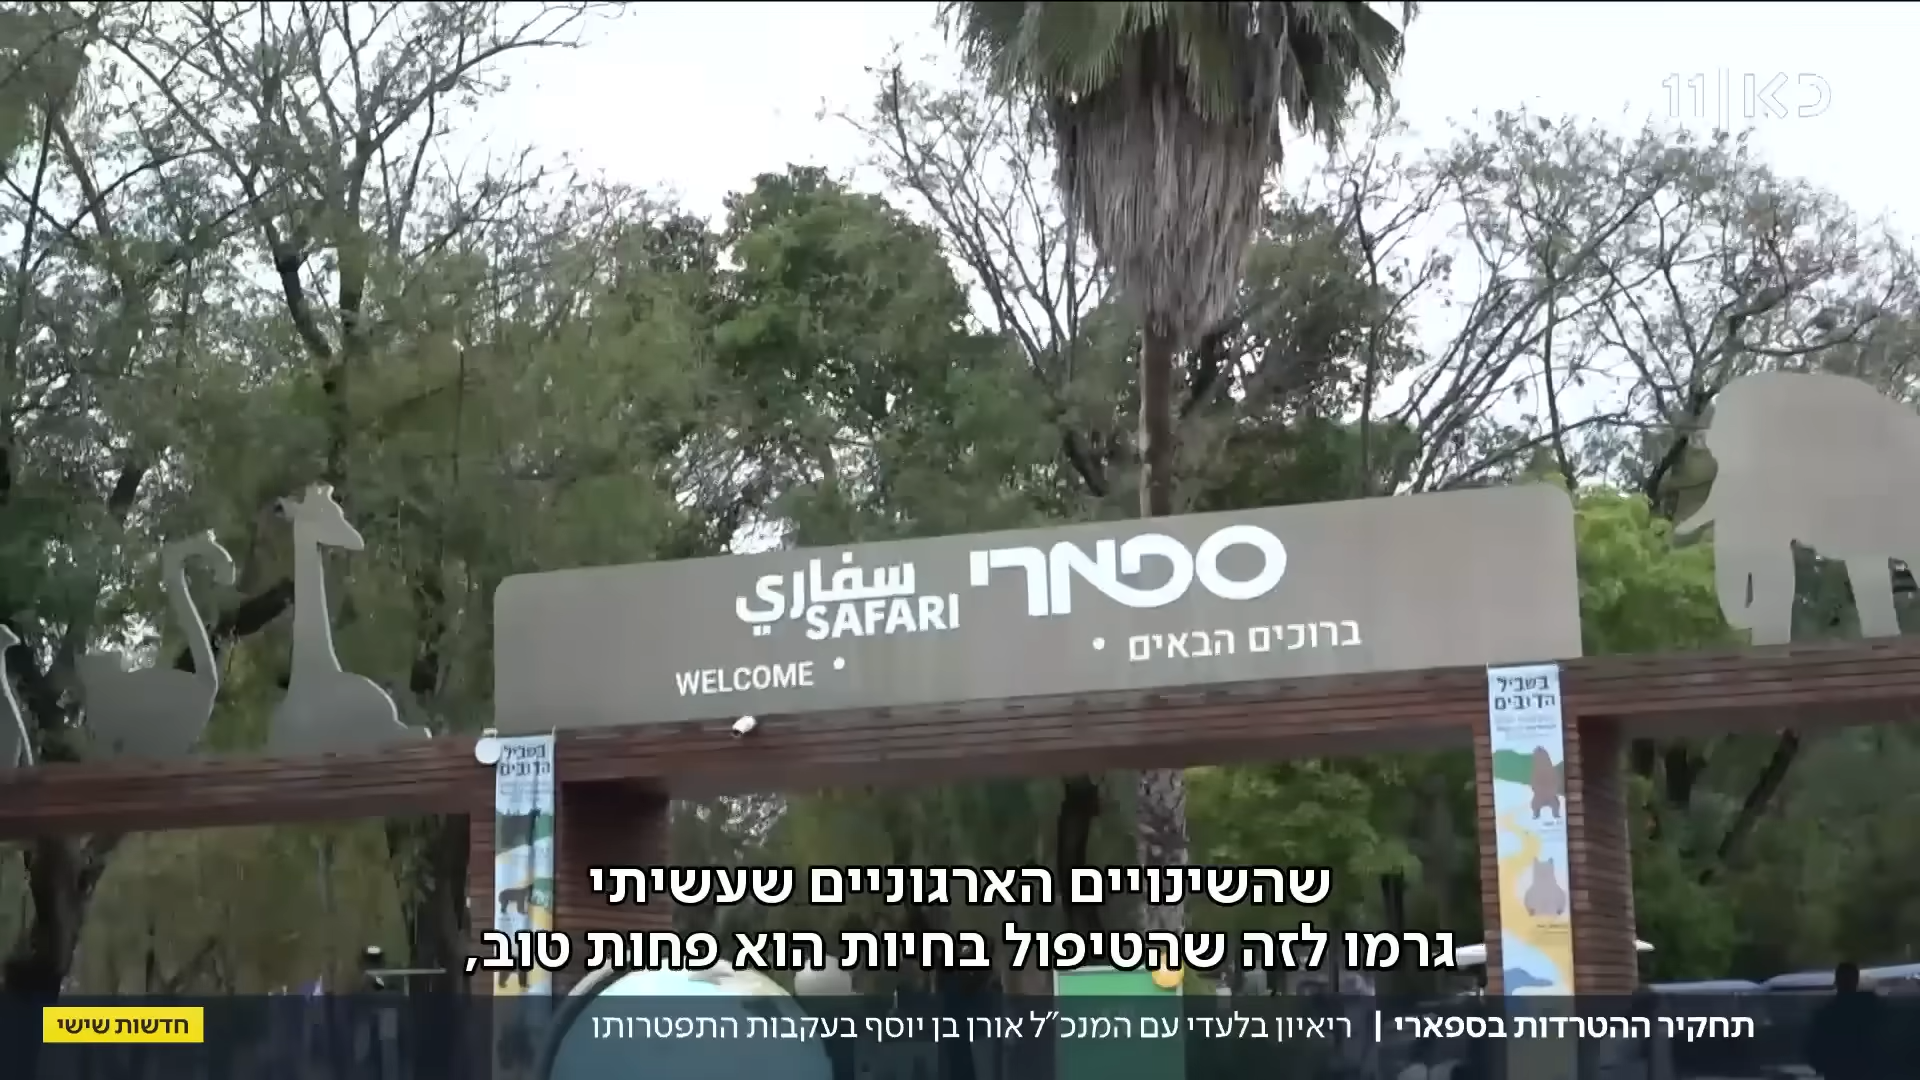 כאן 11
سفاري
SAFARI
ספארי
ברוכים הבאים •
WELCOME •
בשביל
הדובים
בשביל
הדובים
שהשינויים הארגוניים שעשיתי
גרמו לזה שהטיפול בחיות הוא פחות טוב,
תחקיר ההטרדות בספארי | ריאיון בלעדי עם המנכ"ל אורן בן יוסף בעקבות התפטרותו
חדשות שישי